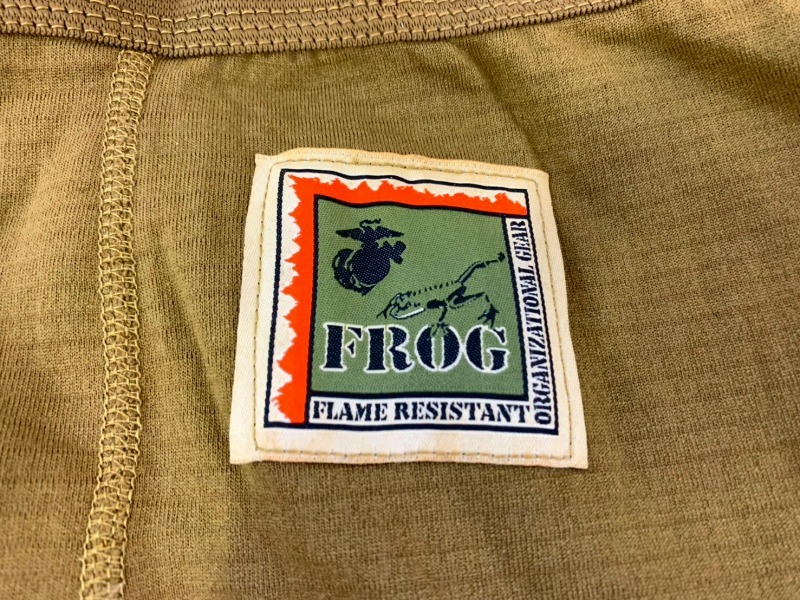 FROG
FLAME RESISTANT
ORGANIZATIONAL GEAR